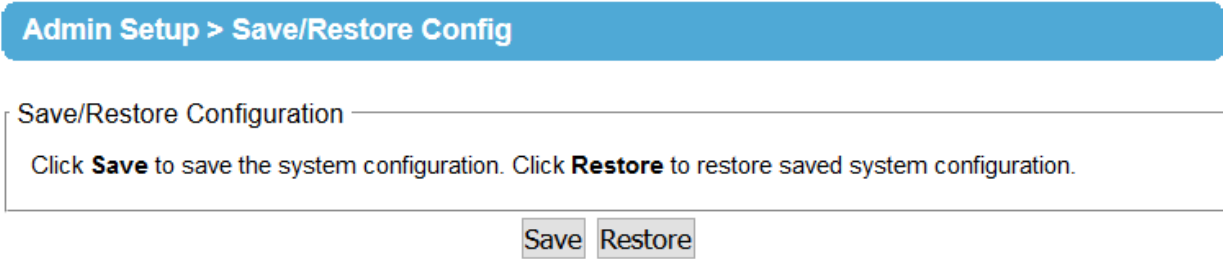 Admin Setup > Save/Restore Config
Save/Restore Configuration
Click Save to save the system configuration. Click Restore to restore saved system configuration.
Save Restore